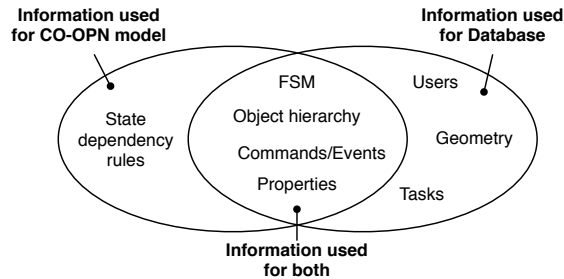 Information used
for CO-OPN model
Information used
for Database
FSM
Users
State
dependency
rules
Object hierarchy
Geometry
Commands/Events
Properties
Tasks
Information used
for both